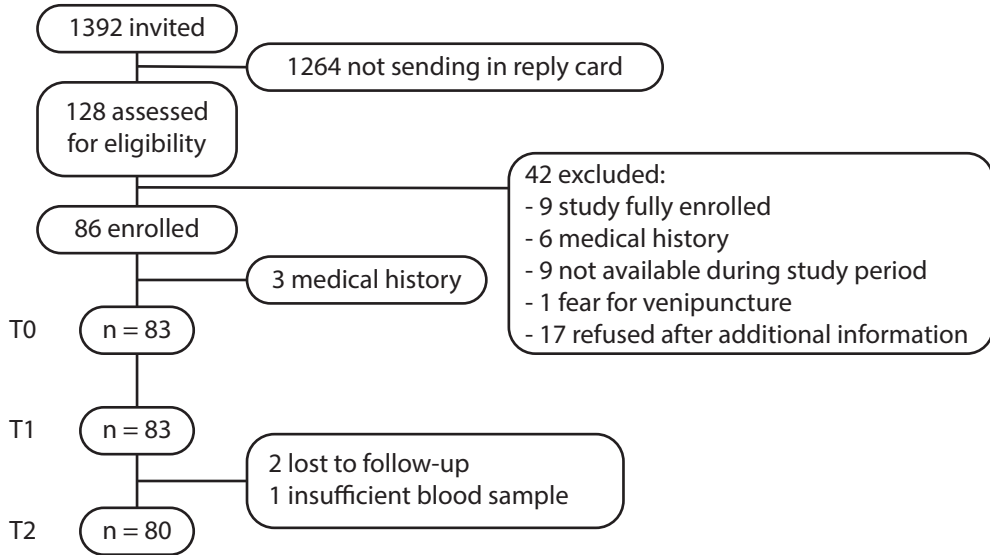 1392 invited
1264 not sending in reply card
128 assessed
for eligibility
42 excluded:
- 9 study fully enrolled
- 6 medical history
- 9 not available during study period
- 1 fear for venipuncture
- 17 refused after additional information
86 enrolled
3 medical history
T0
n = 83
T1
n = 83
2 lost to follow-up
1 insufficient blood sample
T2
n = 80